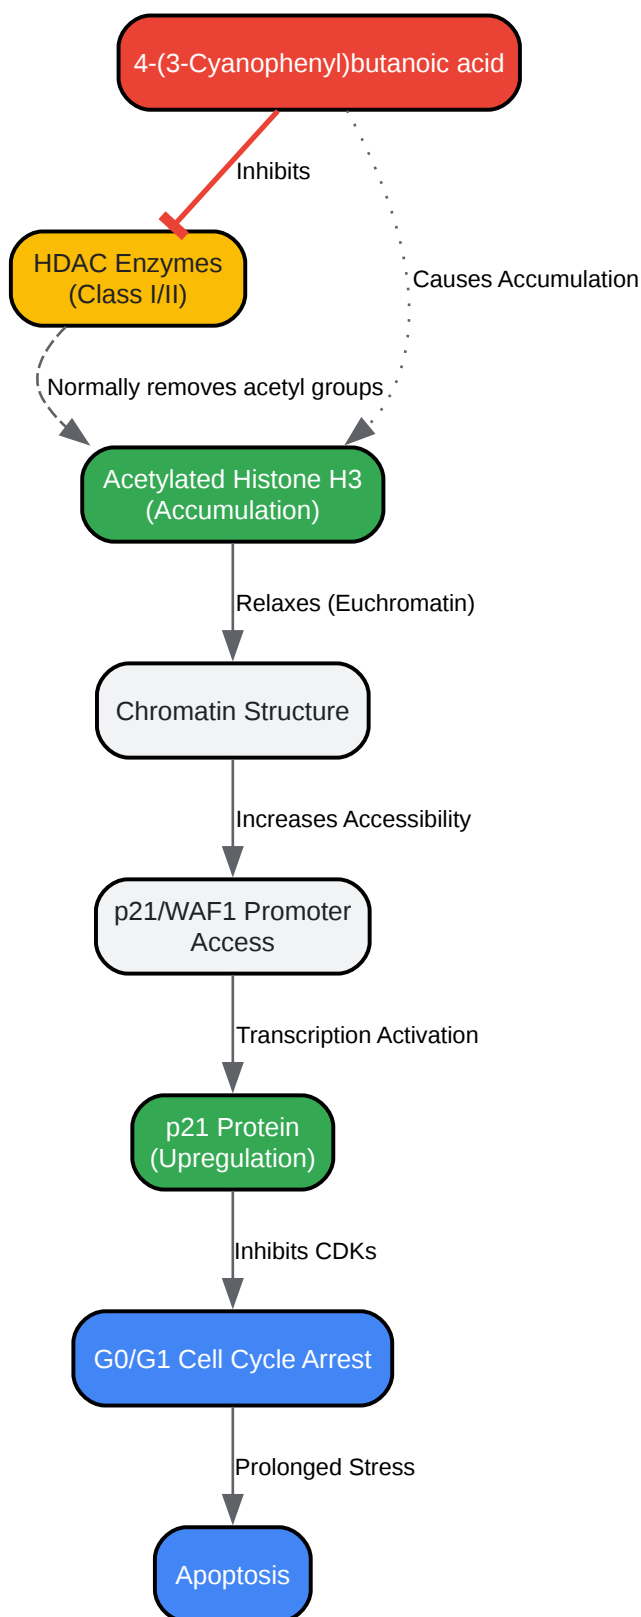 4-(3-Cyanophenyl)butanoic acid
Inhibits
HDAC Enzymes
(Class I/II)
Causes Accumulation
Normally removes acetyl groups
Acetylated Histone H3
(Accumulation)
Relaxes (Euchromatin)
Chromatin Structure
Increases Accessibility
p21/WAF1 Promoter
Access
Transcription Activation
p21 Protein
(Upregulation)
Inhibits CDKs
G0/G1 Cell Cycle Arrest
Prolonged Stress
Apoptosis